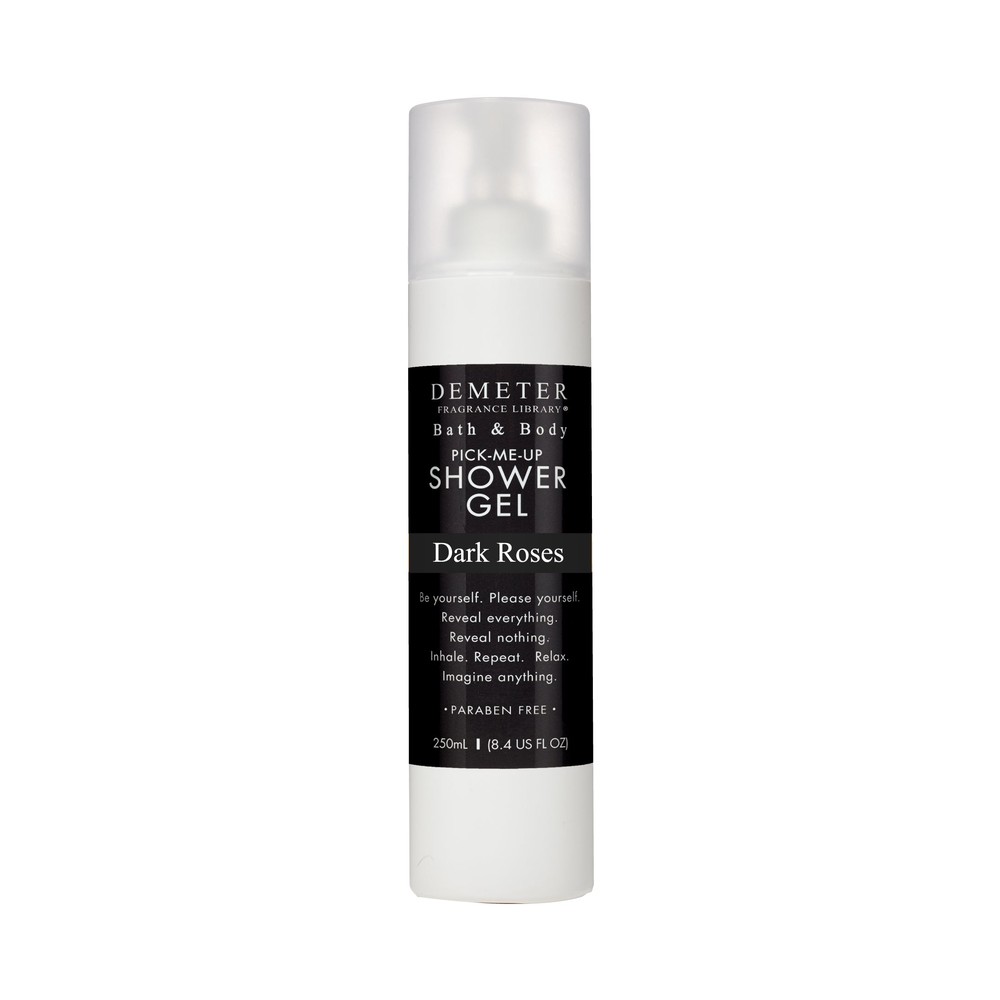 DEMETER
FRAGRANCE LIBRARY®
Bath & Body
PICK-ME-UP
SHOWER
GEL
Dark Roses
Be yourself. Please yourself.
Reveal everything.
Reveal nothing.
Inhale. Repeat. Relax.
Imagine anything.
• PARABEN FREE •
250mL | (8.4 US FL OZ)